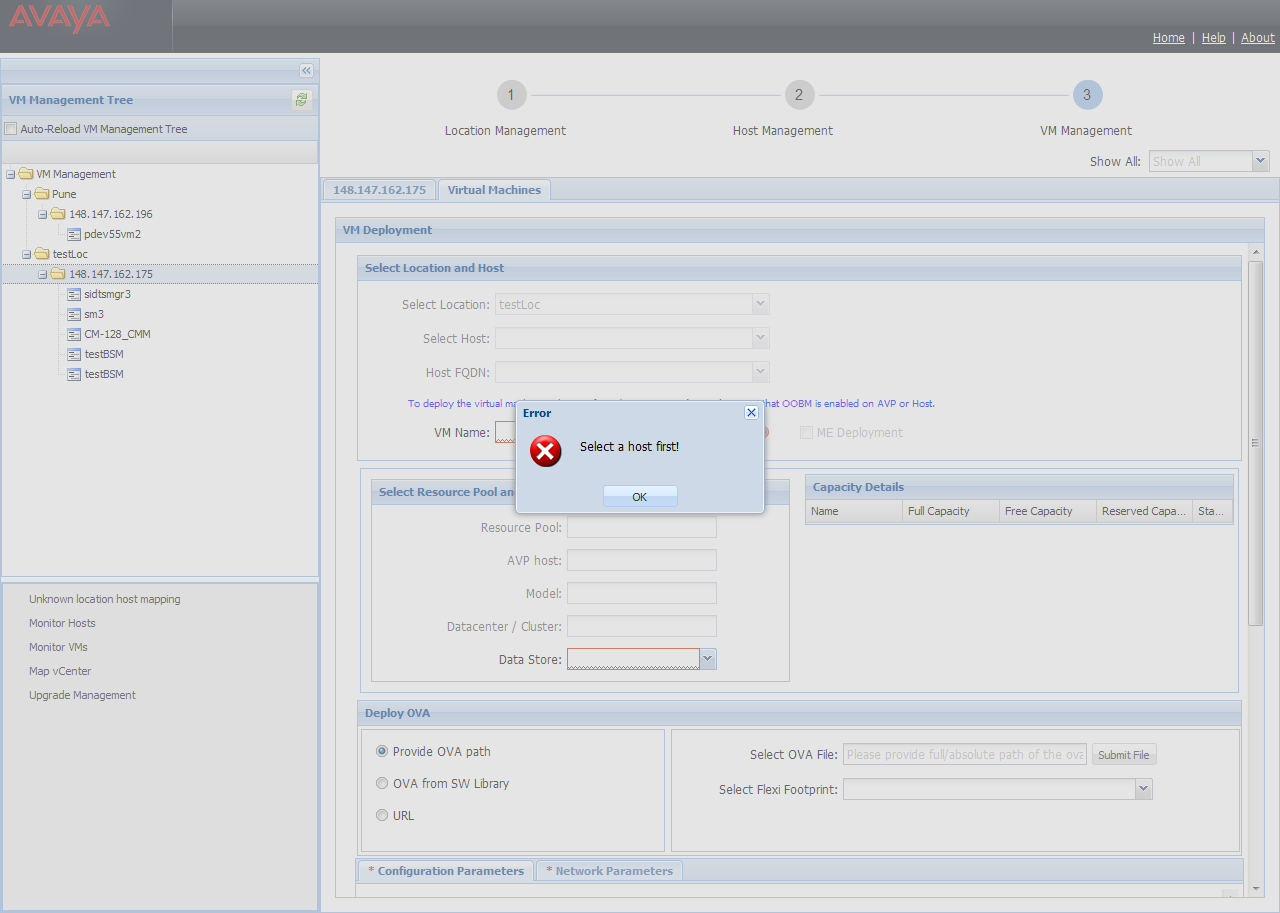 AVAYA
Home | Help | About
VM Management Tree
Auto-Reload VM Management Tree
VM Management
Pune
148.147.162.196
pdev55vm2
testLoc
148.147.162.175
sidtsmgr3
sm3
CM-128_CMM
testBSM
testBSM
Unknown location host mapping
Monitor Hosts
Monitor VMs
Map vCenter
Upgrade Management
1
2
3
Location Management
Host Management
VM Management
Show All: Show All
148.147.162.175
Virtual Machines
VM Deployment
Select Location and Host
Select Location: testLoc
Select Host:
Host FQDN:
To deploy the virtual
that OOBM is enabled on AVP or Host.
VM Name:
ME Deployment
Error
Select a host first!
OK
Select Resource Pool
Resource Pool:
AVP host:
Model:
Datacenter / Cluster:
Data Store:
Capacity Details
Name Full Capacity Free Capacity Reserved Capa... Sta...
Deploy OVA
Provide OVA path
OVA from SW Library
URL
Select OVA File: Please provide full/absolute path of the ova Submit File
Select Flexi Footprint:
* Configuration Parameters
* Network Parameters